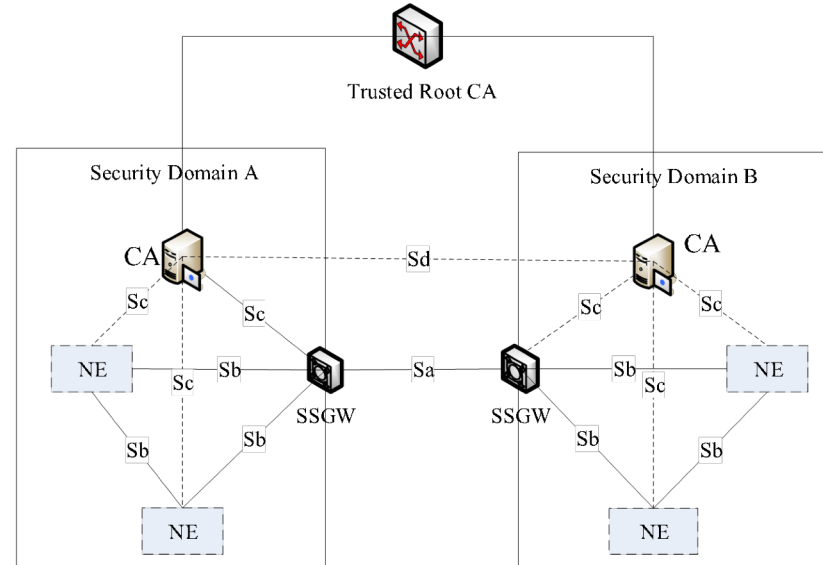 Trusted Root CA
Security Domain A
Security Domain B
CA
Sd
CA
Sc
Sc
Sc
Sc
NE
Sb
Sc
SSGW
Sa
SSGW
Sb
Sc
NE
Sb
Sb
Sb
Sb
NE
NE